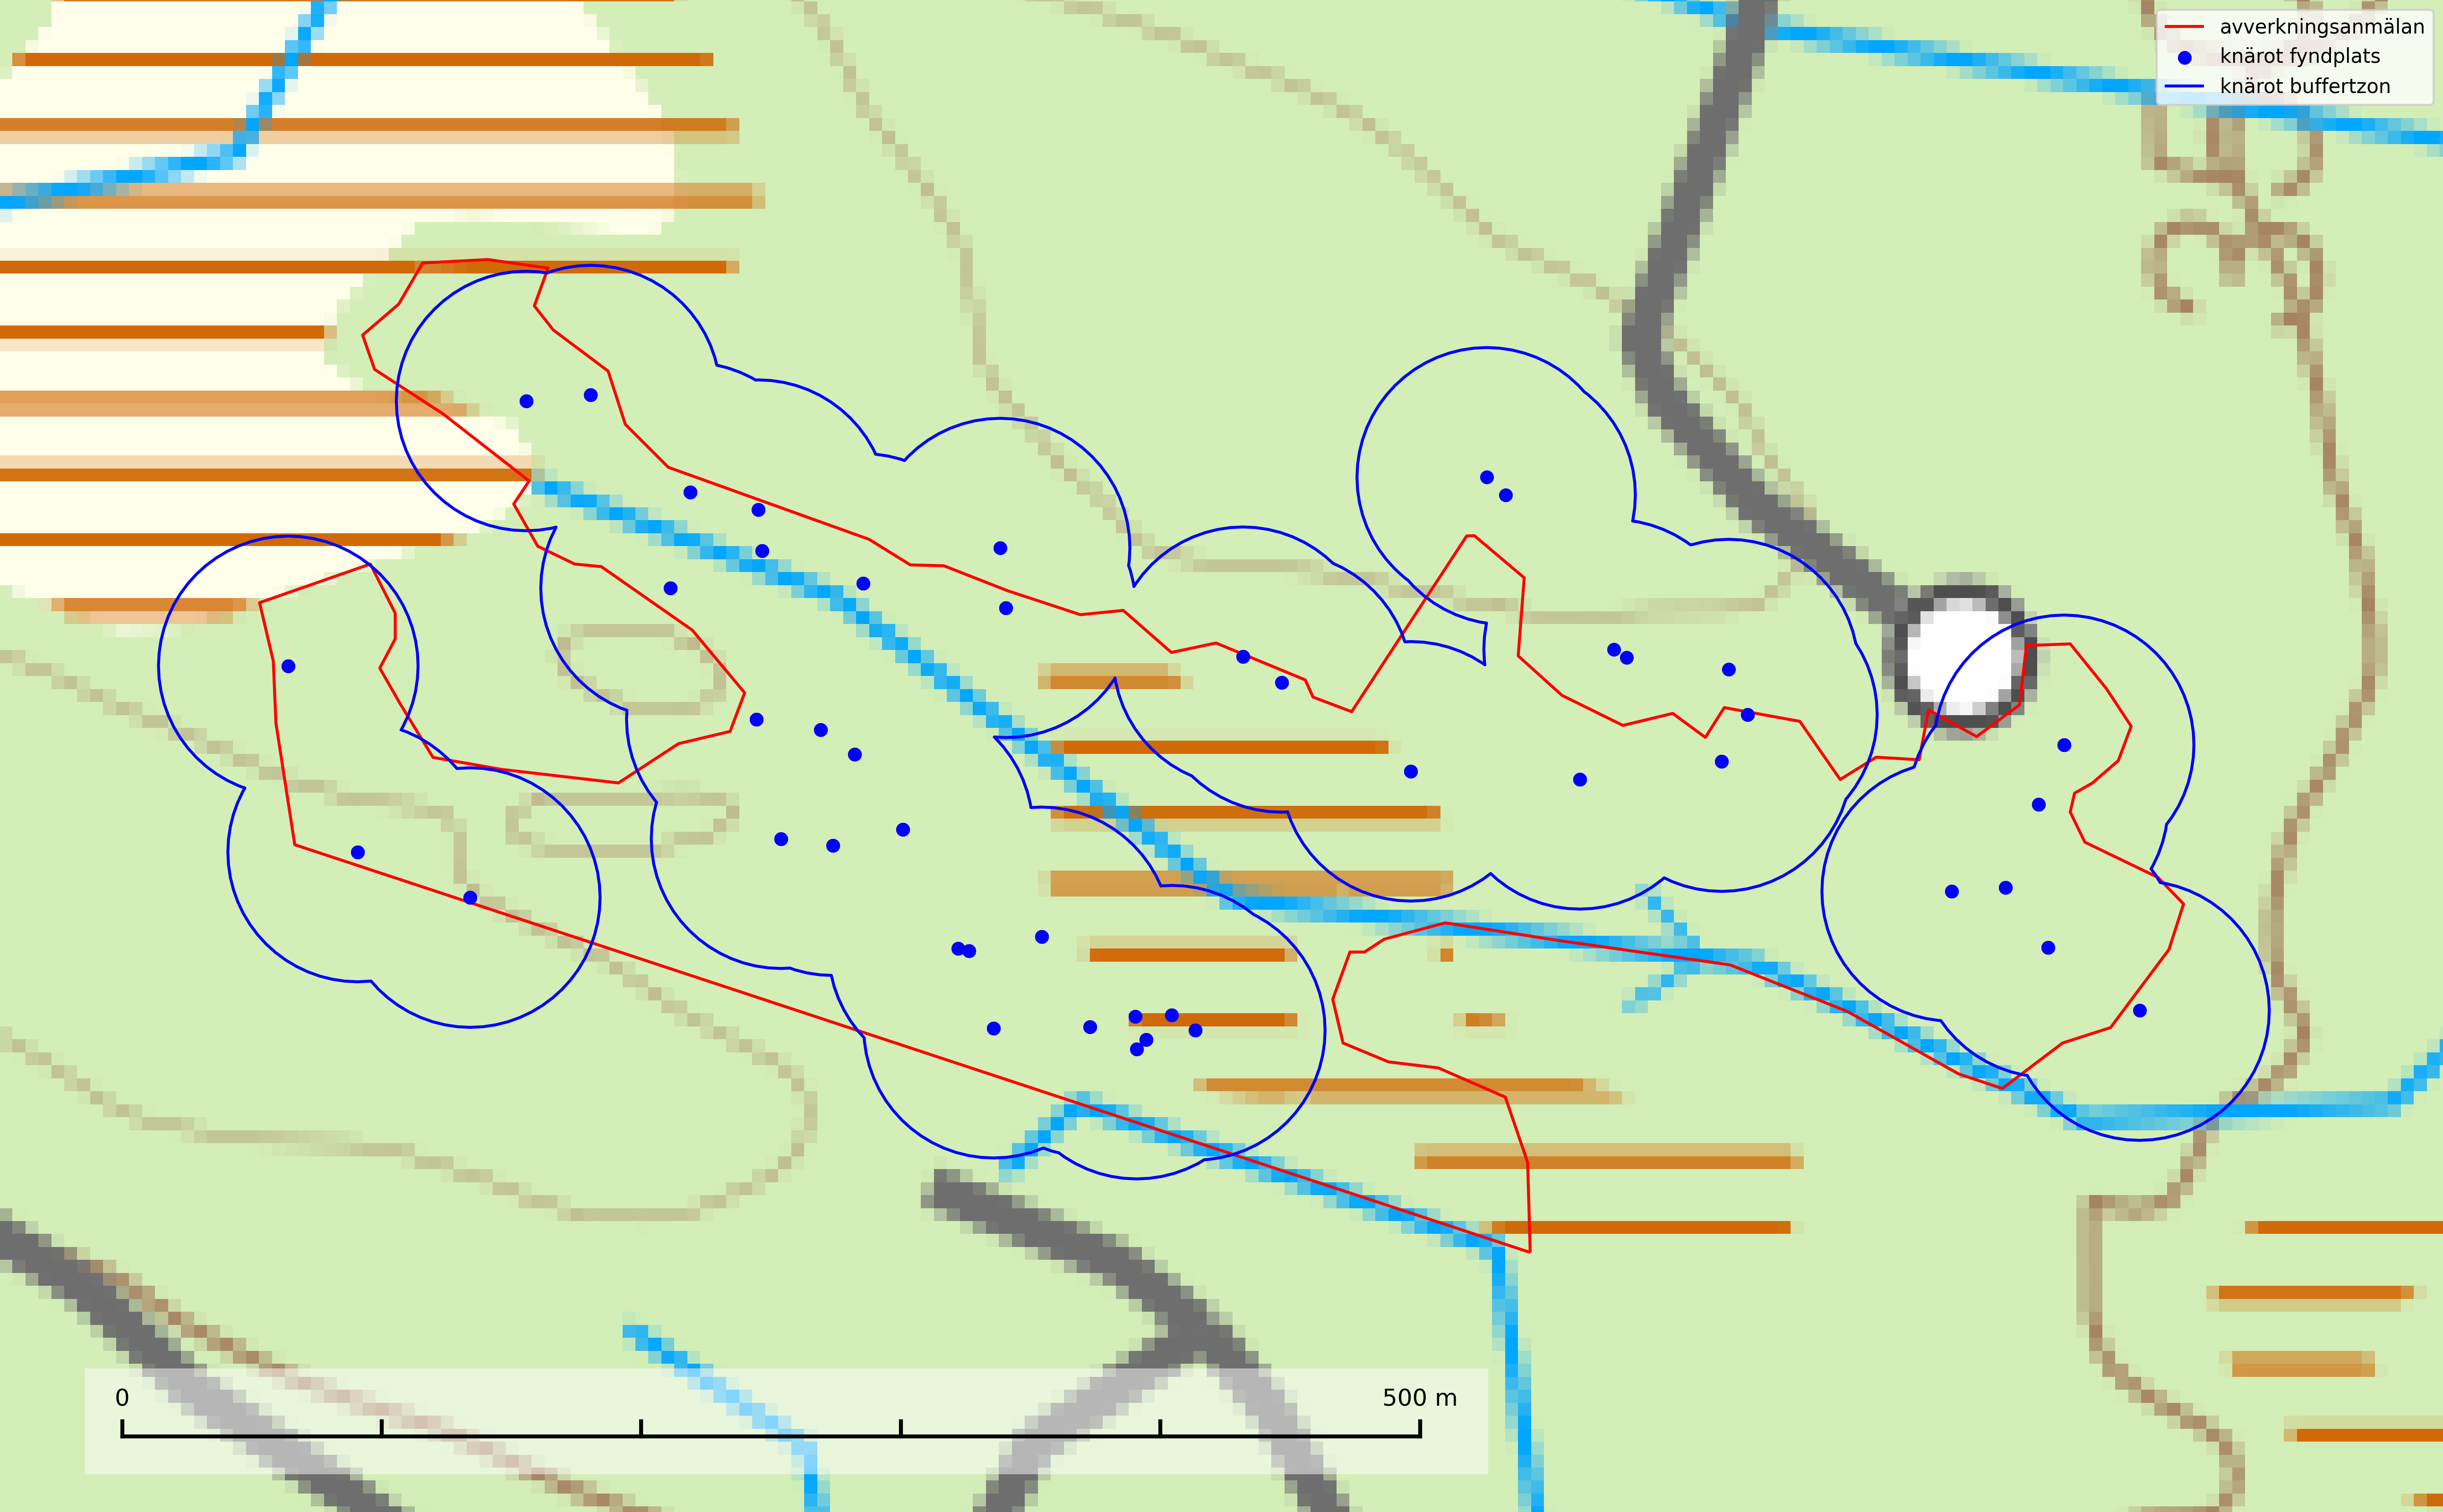 avverkningsanmälan
knärot fyndplats
knärot buffertzon
0 500 m